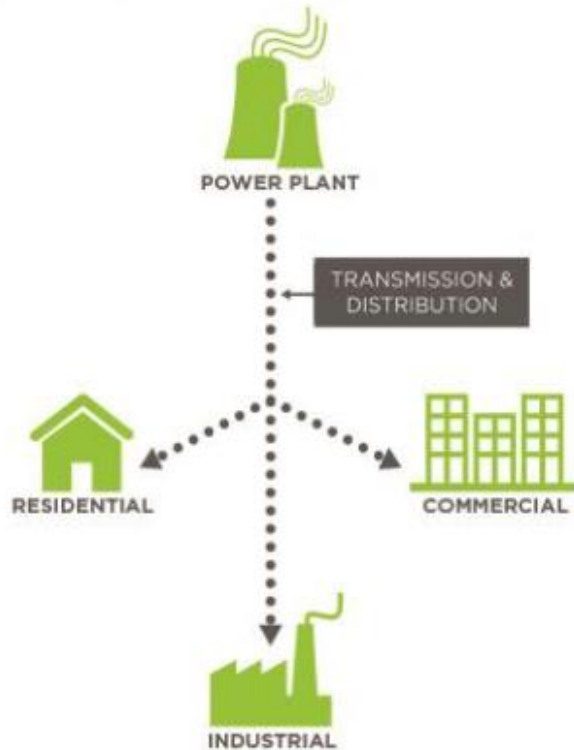 POWER PLANT
TRANSMISSION &
DISTRIBUTION
RESIDENTIAL
COMMERCIAL
INDUSTRIAL